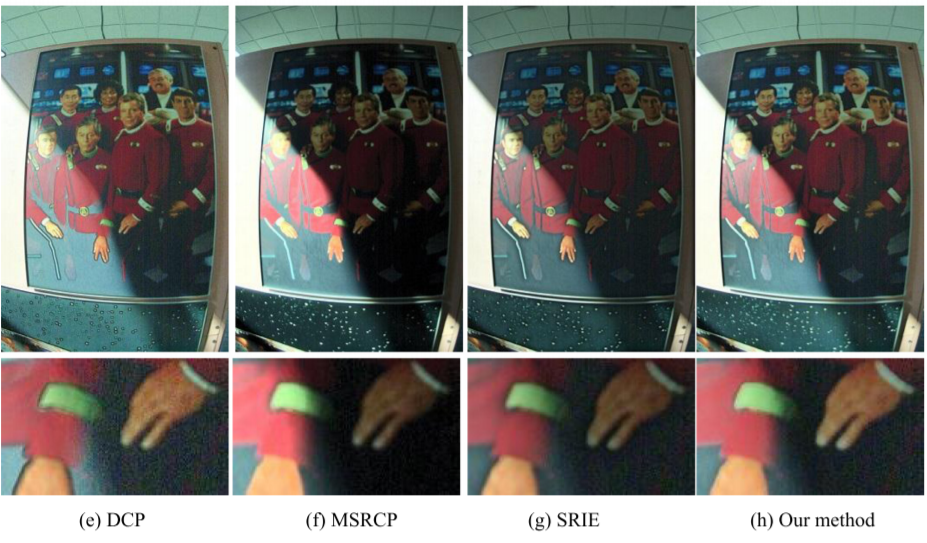 (e) DCP
(f) MSRCP
(g) SRIE
(h) Our method